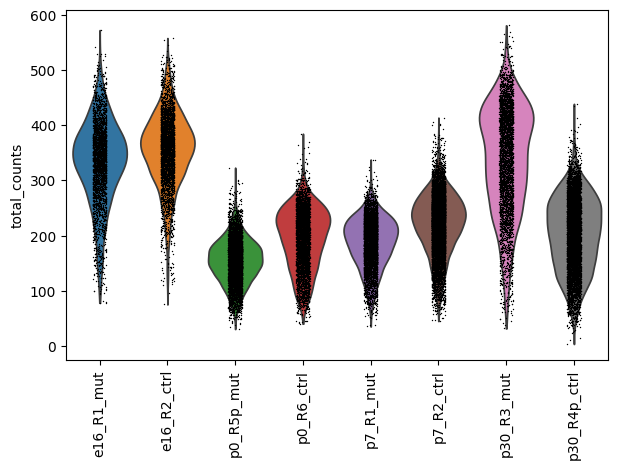 600
500
400
300
200
100
0
total_counts
e16_R1_mut
e16_R2_ctrl
p0_R5p_mut
p0_R6_ctrl
p7_R1_mut
p7_R2_ctrl
p30_R3_mut
p30_R4p_ctrl